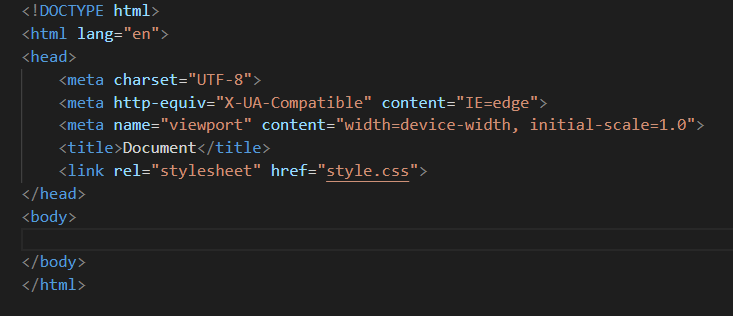 <!DOCTYPE html>
<html lang="en">
<head>
    <meta charset="UTF-8">
    <meta http-equiv="X-UA-Compatible" content="IE=edge">
    <meta name="viewport" content="width=device-width, initial-scale=1.0">
    <title>Document</title>
    <link rel="stylesheet" href="style.css">
</head>
<body>

</body>
</html>